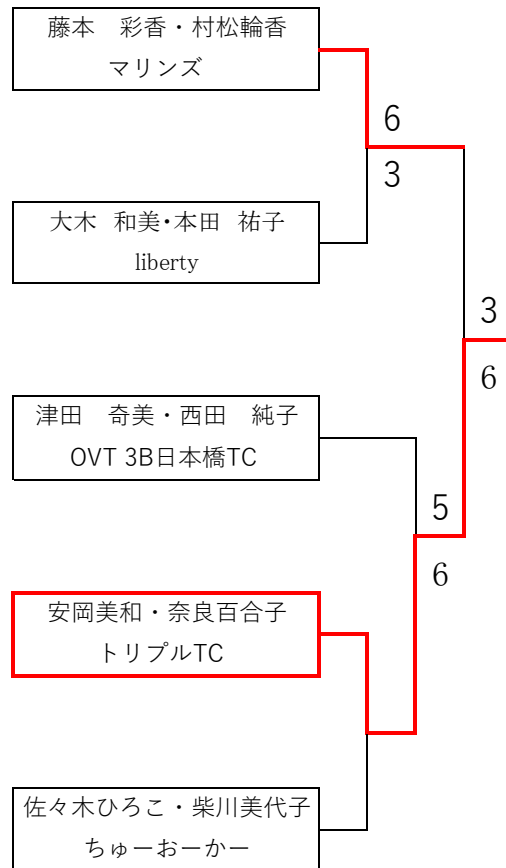 藤本　彩香・村松輪香
マリンズ
6
3
大木 和美・本田 祐子
liberty
3
6
津田　奇美・西田　純子
OVT 3B日本橋TC
5
6
安岡美和・奈良百合子
トリプルTC
佐々木ひろこ・柴川美代子
ちゅーおーかー